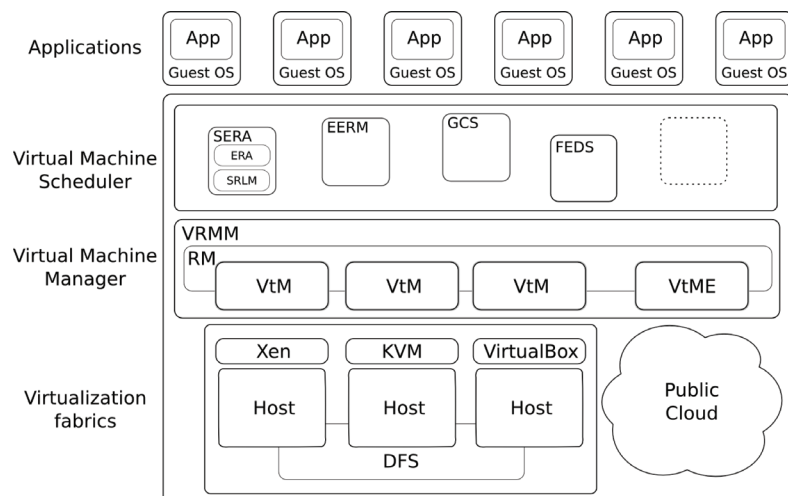 Applications
App
Guest OS
App
Guest OS
App
Guest OS
App
Guest OS
App
Guest OS
App
Guest OS
Virtual Machine
Scheduler
SERA
ERA
SRLM
EERM
GCS
FEDS
Virtual Machine
Manager
VRMM
RM
VtM
VtM
VtM
VtME
Virtualization
fabrics
Xen
KVM
VirtualBox
Host
Host
Host
DFS
Public
Cloud